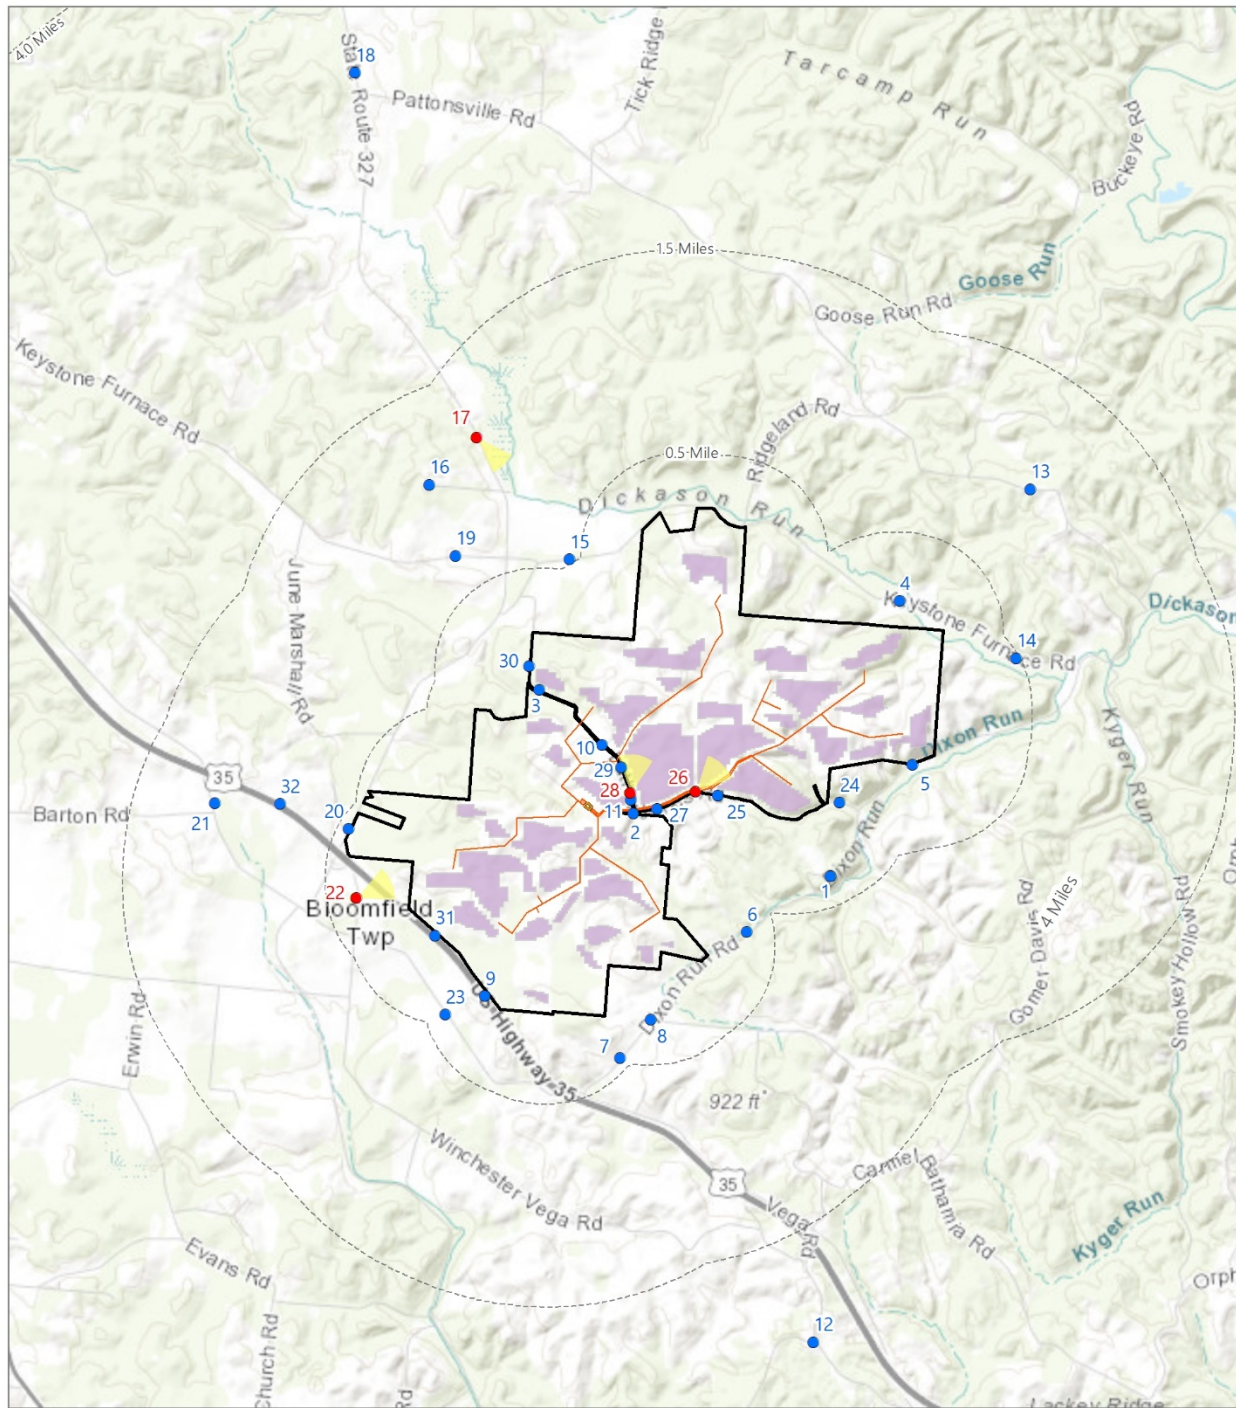 4.0 Miles
18
State Route 327
Pattonsville Rd
Tick Ridge
Tarcamp Run
Buckeye Rd
1.5 Miles
Goose Run
Goose Run Rd
Keystone Furnace Rd
17
Ridgeland Rd
0.5 Mile
16
13
Dickason Run
19
15
June Marshall Rd
4
Keystone Furnace Rd
Dickason
14
30
3
Kyger Run
Dixon Run
10
29
5
35
28
26
32
24
25
11
27
2
Barton Rd
21
20
Dixon Run
1
22
Bloomfield
Twp
4 Miles
Gomer Davis Rd
Smokey Hollow Rd
Orph
31
6
Dixon Run Rd
9
23
US Highway 35
8
7
Erwin Rd
922 ft
Winchester Vega Rd
Carmel Bathamra Rd
35
Vega Rd
Kyger Run
Evans Rd
Orph
12
Church Rd
Rd
Lackey Ridge